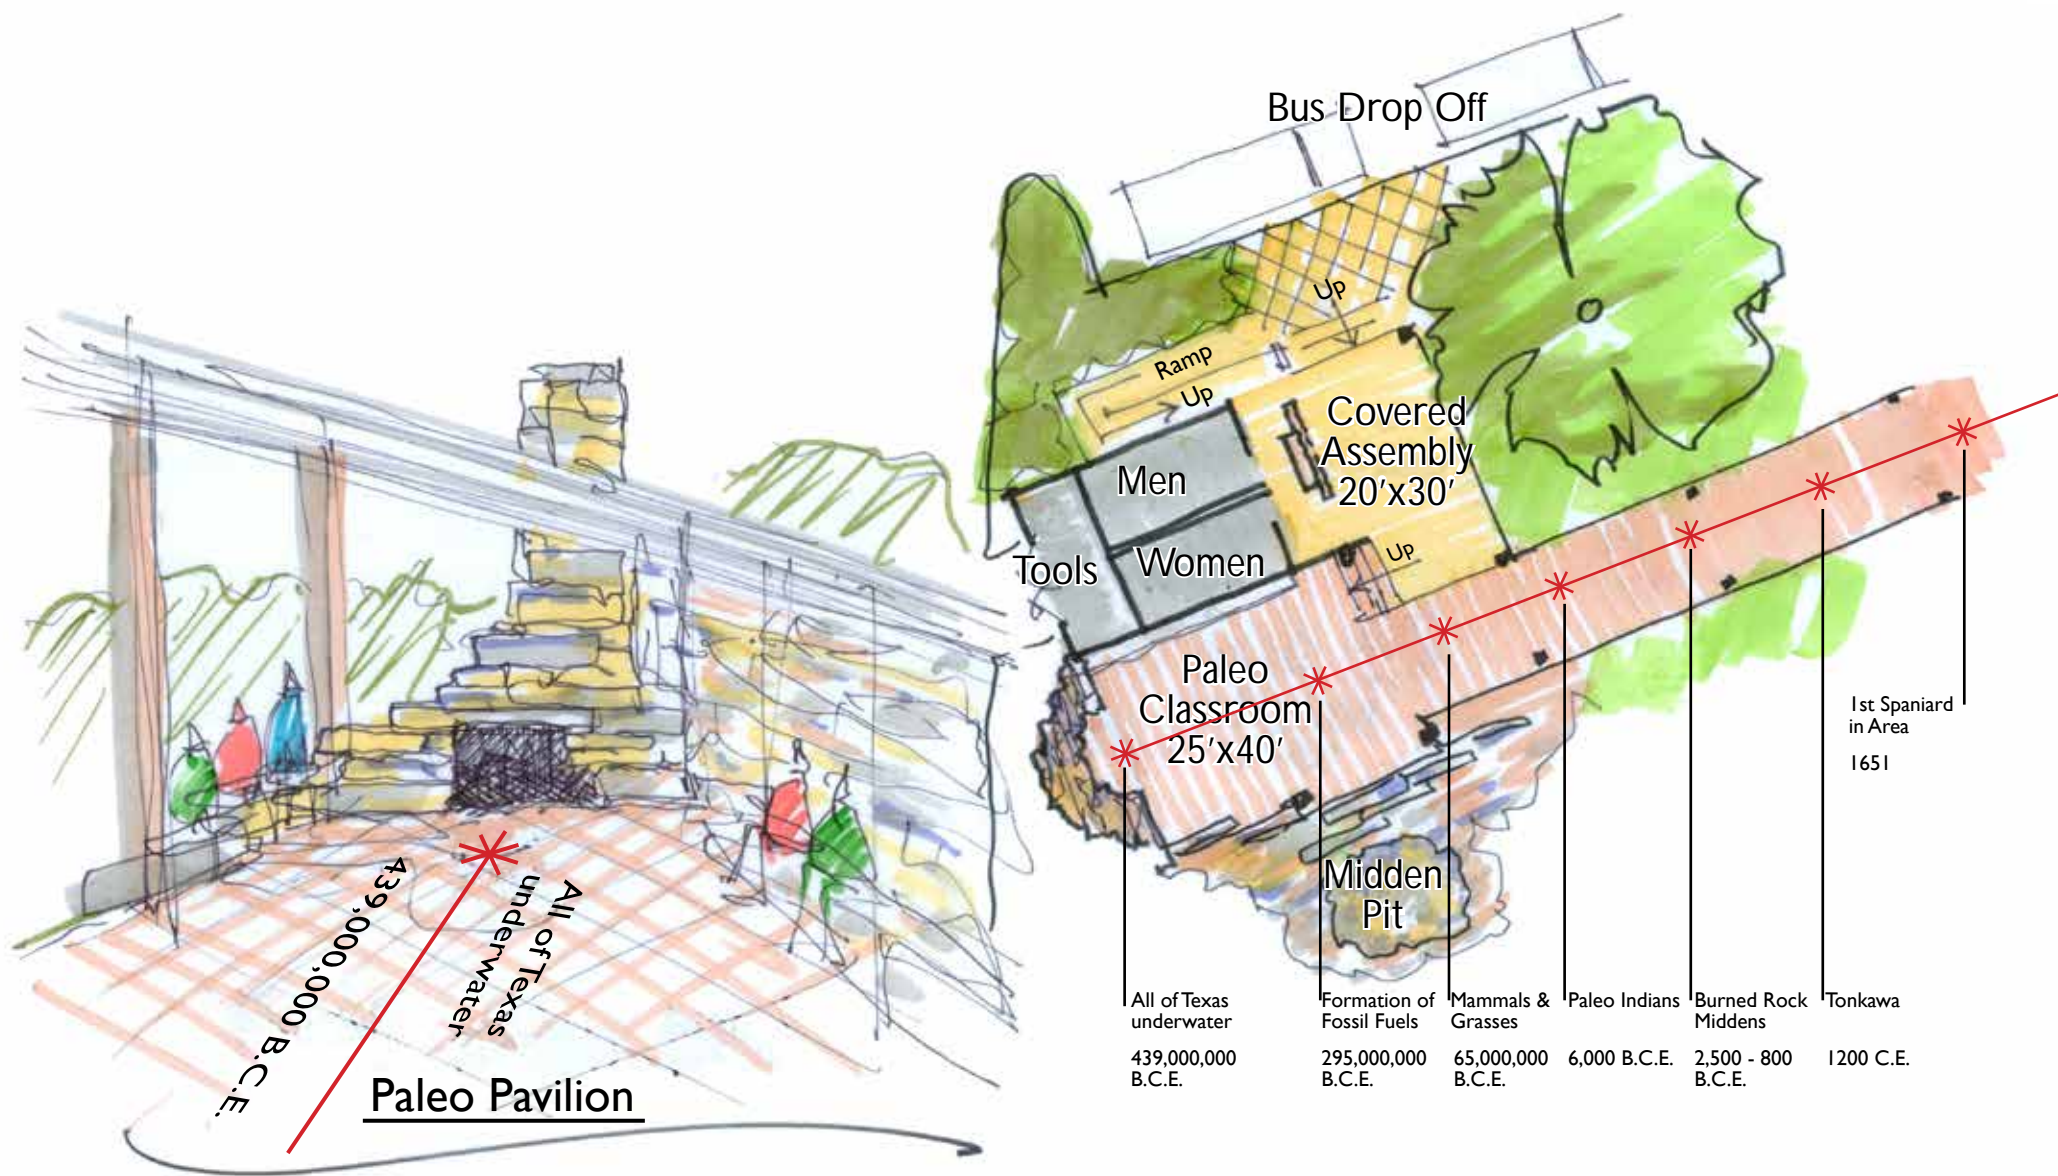 439,000,000 B.C.E.
All of Texas
underwater
Paleo Pavilion
Bus Drop Off
Up
Ramp
Up
Covered
Assembly
20'x30'
Men
Women
Tools
Up
Paleo
Classroom
25'x40'
Midden
Pit
All of Texas
underwater
439,000,000
B.C.E.
Formation of
Fossil Fuels
295,000,000
B.C.E.
Mammals &
Grasses
65,000,000
B.C.E.
Paleo Indians
6,000 B.C.E.
Burned Rock
Middens
2,500 - 800
B.C.E.
Tonkawa
1200 C.E.
1st Spaniard
in Area
1651